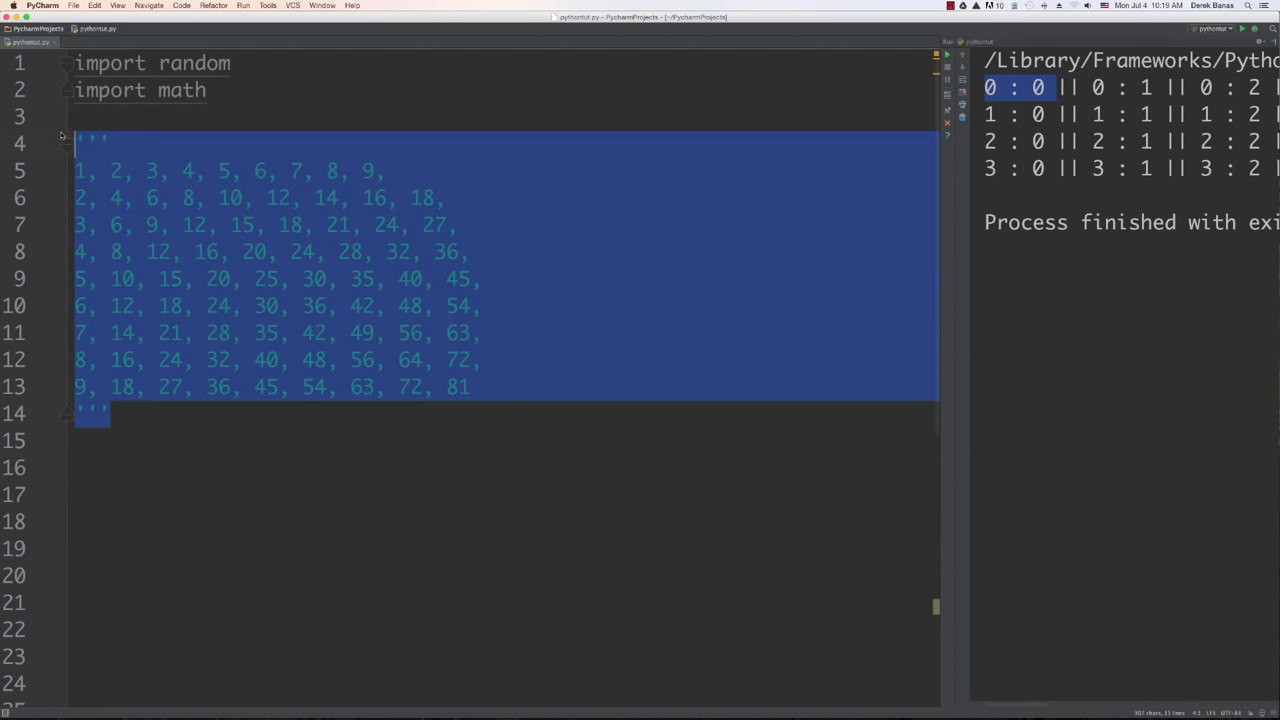 PyCharm File Edit View Navigate Code Refactor Run Tools VCS Window Help
10 Mon Jul 4 10:19 AM Derek Banas
pythontut.py - PycharmProjects - [~/PycharmProjects]
PycharmProjects pythontut.py
pythontut
pythontut.py
Run pythontut
1 import random
2 import math
3
4 '''
5 1, 2, 3, 4, 5, 6, 7, 8, 9,
6 2, 4, 6, 8, 10, 12, 14, 16, 18,
7 3, 6, 9, 12, 15, 18, 21, 24, 27,
8 4, 8, 12, 16, 20, 24, 28, 32, 36,
9 5, 10, 15, 20, 25, 30, 35, 40, 45,
10 6, 12, 18, 24, 30, 36, 42, 48, 54,
11 7, 14, 21, 28, 35, 42, 49, 56, 63,
12 8, 16, 24, 32, 40, 48, 56, 64, 72,
13 9, 18, 27, 36, 45, 54, 63, 72, 81
14 '''
15
16
17
18
19
20
21
22
23
24
/Library/Frameworks/Pytho
0 : 0 || 0 : 1 || 0 : 2 |
1 : 0 || 1 : 1 || 1 : 2 |
2 : 0 || 2 : 1 || 2 : 2 |
3 : 0 || 3 : 1 || 3 : 2 |
Process finished with exi
307 chars, 11 lines 4:1 LF‡ UTF-8‡